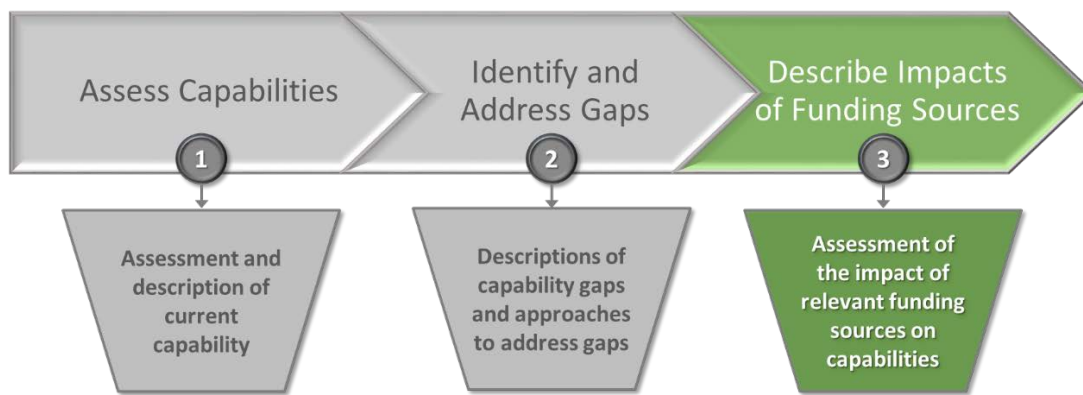 Assess Capabilities
Identify and
Address Gaps
Describe Impacts
of Funding Sources
1
2
3
Assessment and
description of
current
capability
Descriptions of
capability gaps
and approaches
to address gaps
Assessment of
the impact of
relevant funding
sources on
capabilities